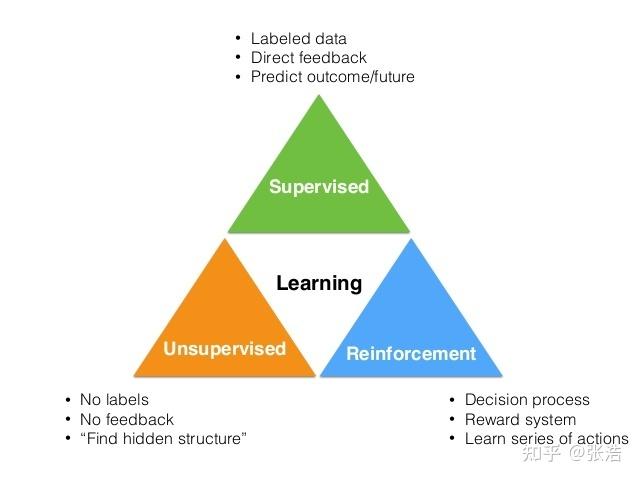 • Labeled data
• Direct feedback
• Predict outcome/future
Supervised
Learning
Unsupervised
Reinforcement
• No labels
• No feedback
• “Find hidden structure”
• Decision process
• Reward system
• Learn series of actions
知乎 @张浩